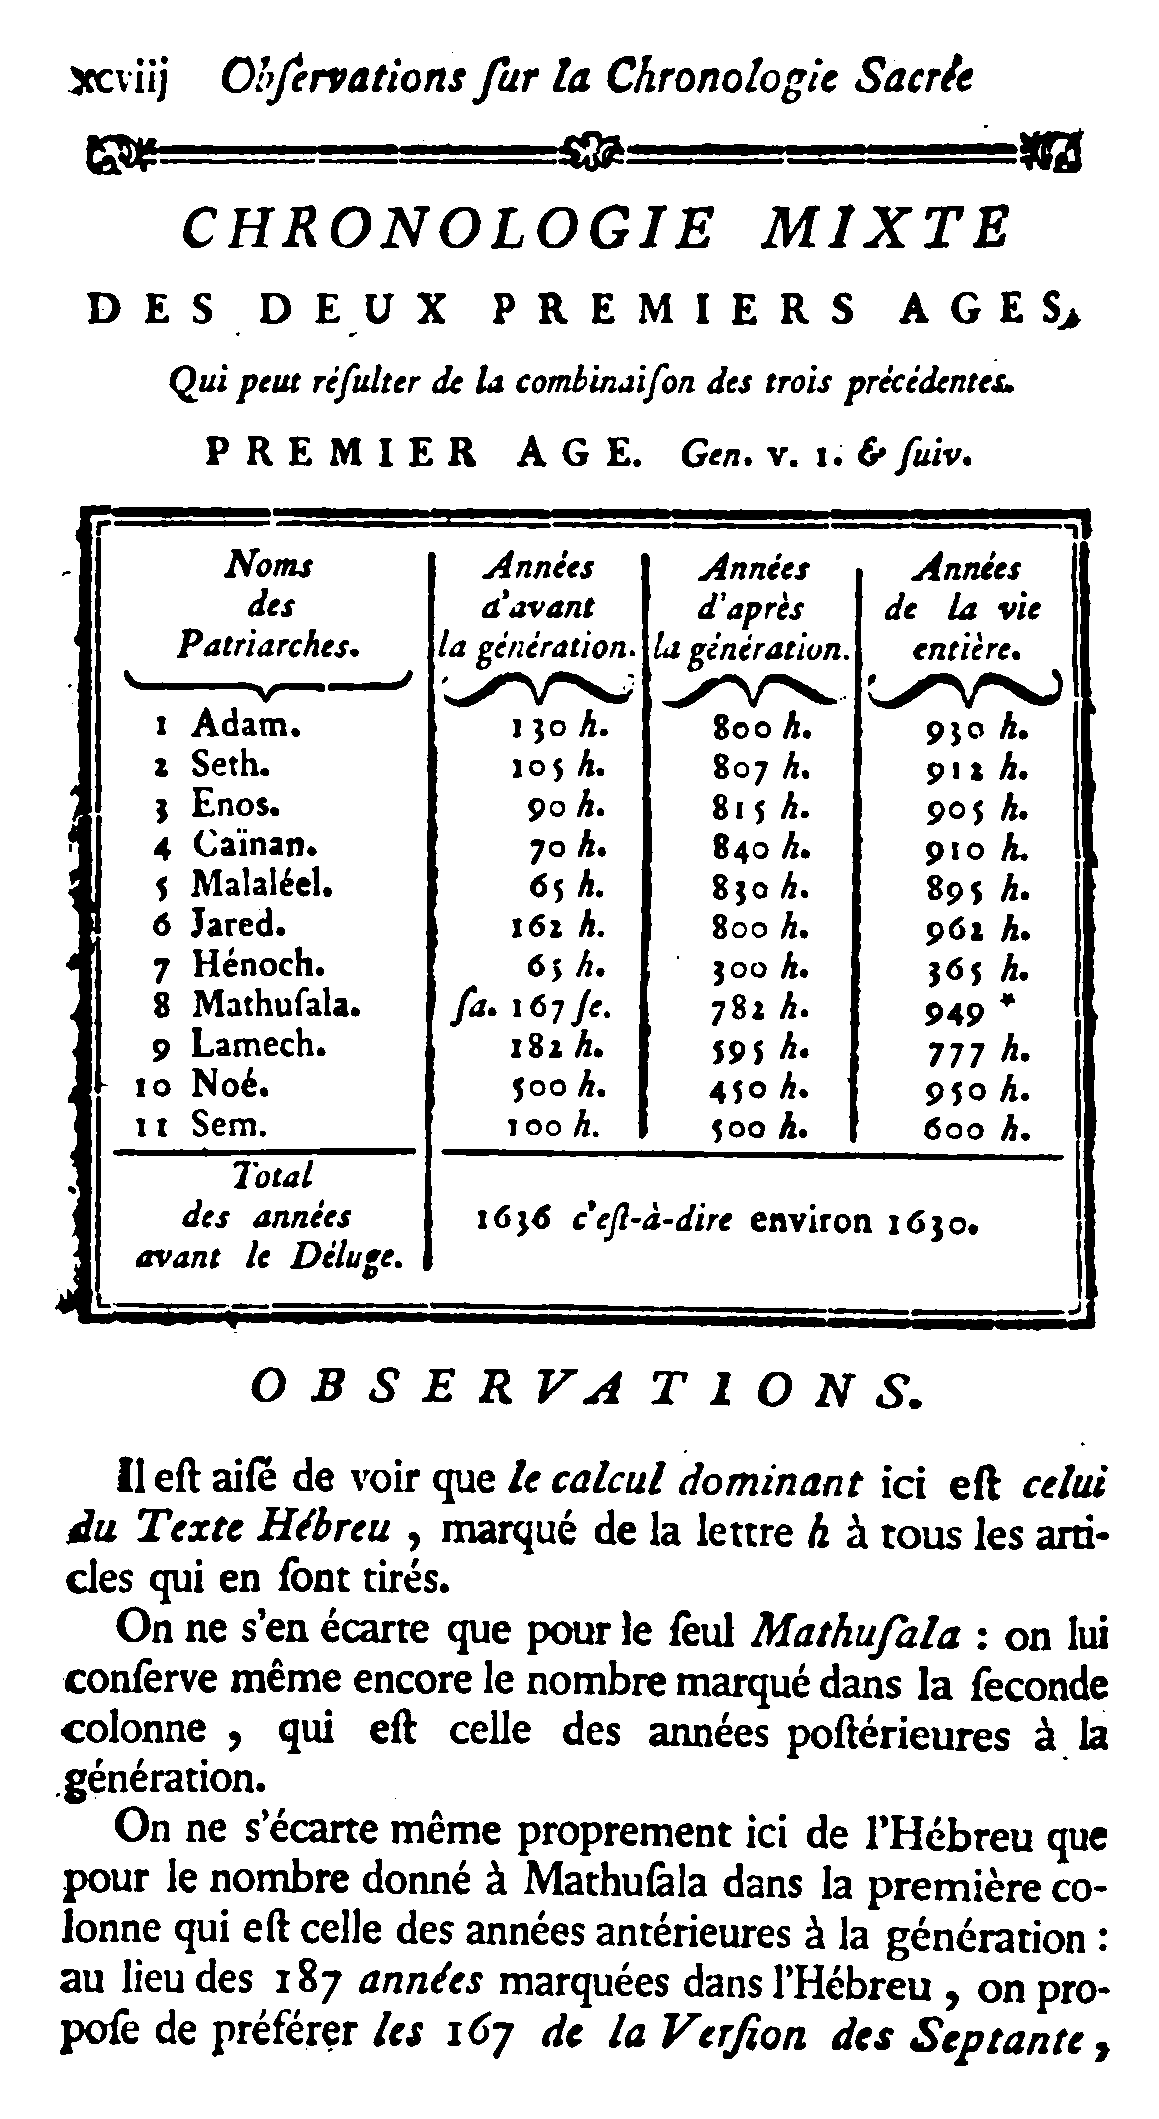 xcviij Obſervations ſur la Chronologie Sacrée
CHRONOLOGIE MIXTE
DES DEUX PREMIERS AGES,
Qui peut réſulter de la combinaiſon des trois précédentes.
PREMIER AGE. Gen. v. 1. & ſuiv.
Noms des Patriarches. Années d'avant la génération. Années d'après la génération. Années de la vie entière.
1 Adam. 130 h. 800 h. 930 h.
2 Seth. 105 h. 807 h. 912 h.
3 Enos. 90 h. 815 h. 905 h.
4 Caïnan. 70 h. 840 h. 910 h.
5 Malaléel. 65 h. 830 h. 895 h.
6 Jared. 162 h. 800 h. 962 h.
7 Hénoch. 65 h. 300 h. 365 h.
8 Mathuſala. ſa. 167 ſe. 782 h. 949 *
9 Lamech. 182 h. 595 h. 777 h.
10 Noé. 500 h. 450 h. 950 h.
11 Sem. 100 h. 500 h. 600 h.
Total
des années
avant le Déluge.
1636 c'eſt-à-dire environ 1630.
OBSERVATIONS.
Il eſt aiſé de voir que le calcul dominant ici eſt celui
du Texte Hébreu , marqué de la lettre h à tous les arti-
cles qui en ſont tirés.
On ne s'en écarte que pour le ſeul Mathuſala : on lui
conſerve même encore le nombre marqué dans la ſeconde
colonne , qui eſt celle des années poſtérieures à la
génération.
On ne s'écarte même proprement ici de l'Hébreu que
pour le nombre donné à Mathuſala dans la première co-
lonne qui eſt celle des années antérieures à la génération :
au lieu des 187 années marquées dans l'Hébreu , on pro-
poſe de préférer les 167 de la Verſion des Septante ,